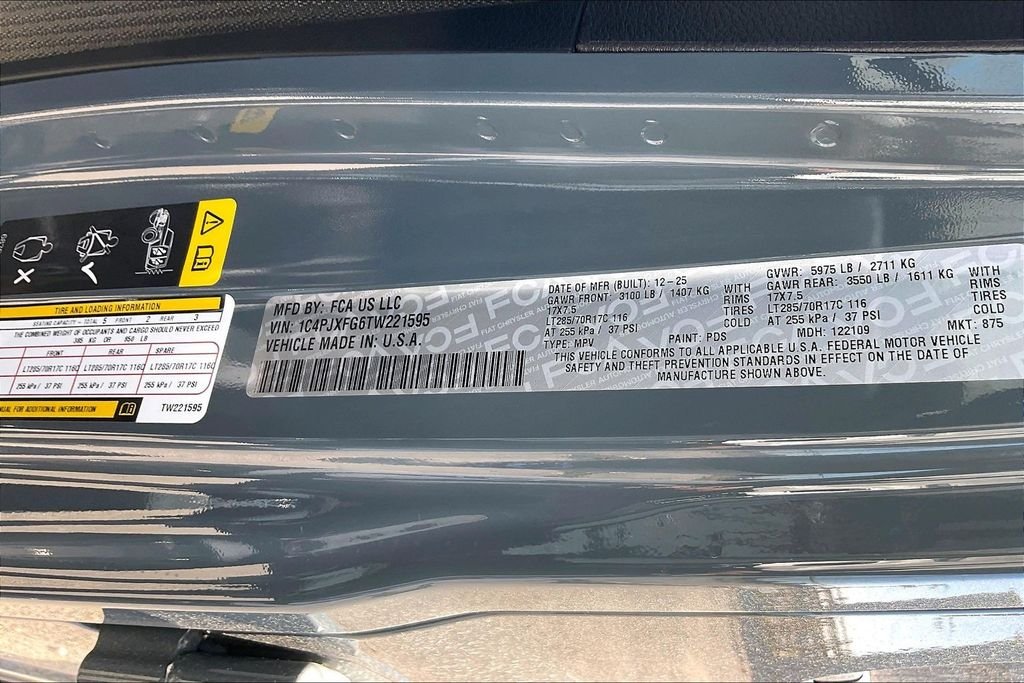 TIRE AND LOADING INFORMATION
SEATING CAPACITY - TOTAL 5 FRONT 2 REAR 3
THE COMBINED WEIGHT OF OCCUPANTS AND CARGO SHOULD NEVER EXCEED
385 KG OR 850 LB
FRONT REAR SPARE
LT285/70R17C 116Q LT285/70R17C 116Q LT285/70R17C 116Q
255 kPa / 37 PSI 255 kPa / 37 PSI 255 kPa / 37 PSI
FOR ADDITIONAL INFORMATION
TW221595
MFD BY: FCA US LLC
VIN: 1C4PJXFG6TW221595
VEHICLE MADE IN: U.S.A.
DATE OF MFR (BUILT): 12-25 GVWR: 5975 LB / 2711 KG
GAWR FRONT: 3100 LB / 1407 KG WITH GAWR REAR: 3550 LB / 1611 KG WITH
17X7.5 RIMS 17X7.5 RIMS
LT285/70R17C 116 TIRES LT285/70R17C 116 TIRES
AT 255 kPa / 37 PSI COLD AT 255 kPa / 37 PSI COLD
TYPE: MPV PAINT: PDS MDH: 122109 MKT: 875
THIS VEHICLE CONFORMS TO ALL APPLICABLE U.S.A. FEDERAL MOTOR VEHICLE
SAFETY AND THEFT PREVENTION STANDARDS IN EFFECT ON THE DATE OF
MANUFACTURE SHOWN ABOVE.